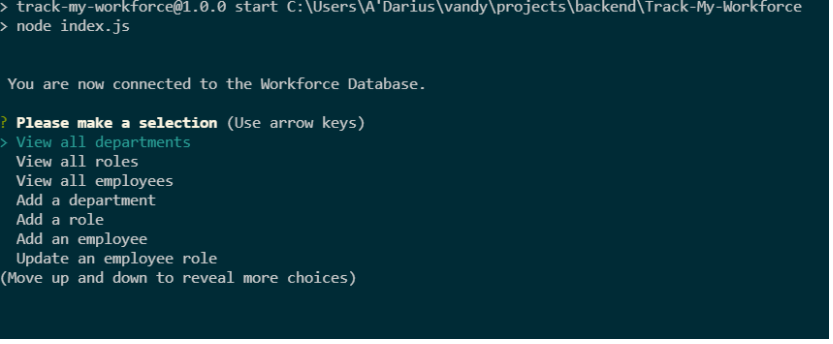 > track-my-workforce@1.0.0 start C:\Users\A'Darius\vandy\projects\backend\Track-My-Workforce
> node index.js
You are now connected to the Workforce Database.
? Please make a selection (Use arrow keys)
> View all departments
View all roles
View all employees
Add a department
Add a role
Add an employee
Update an employee role
(Move up and down to reveal more choices)